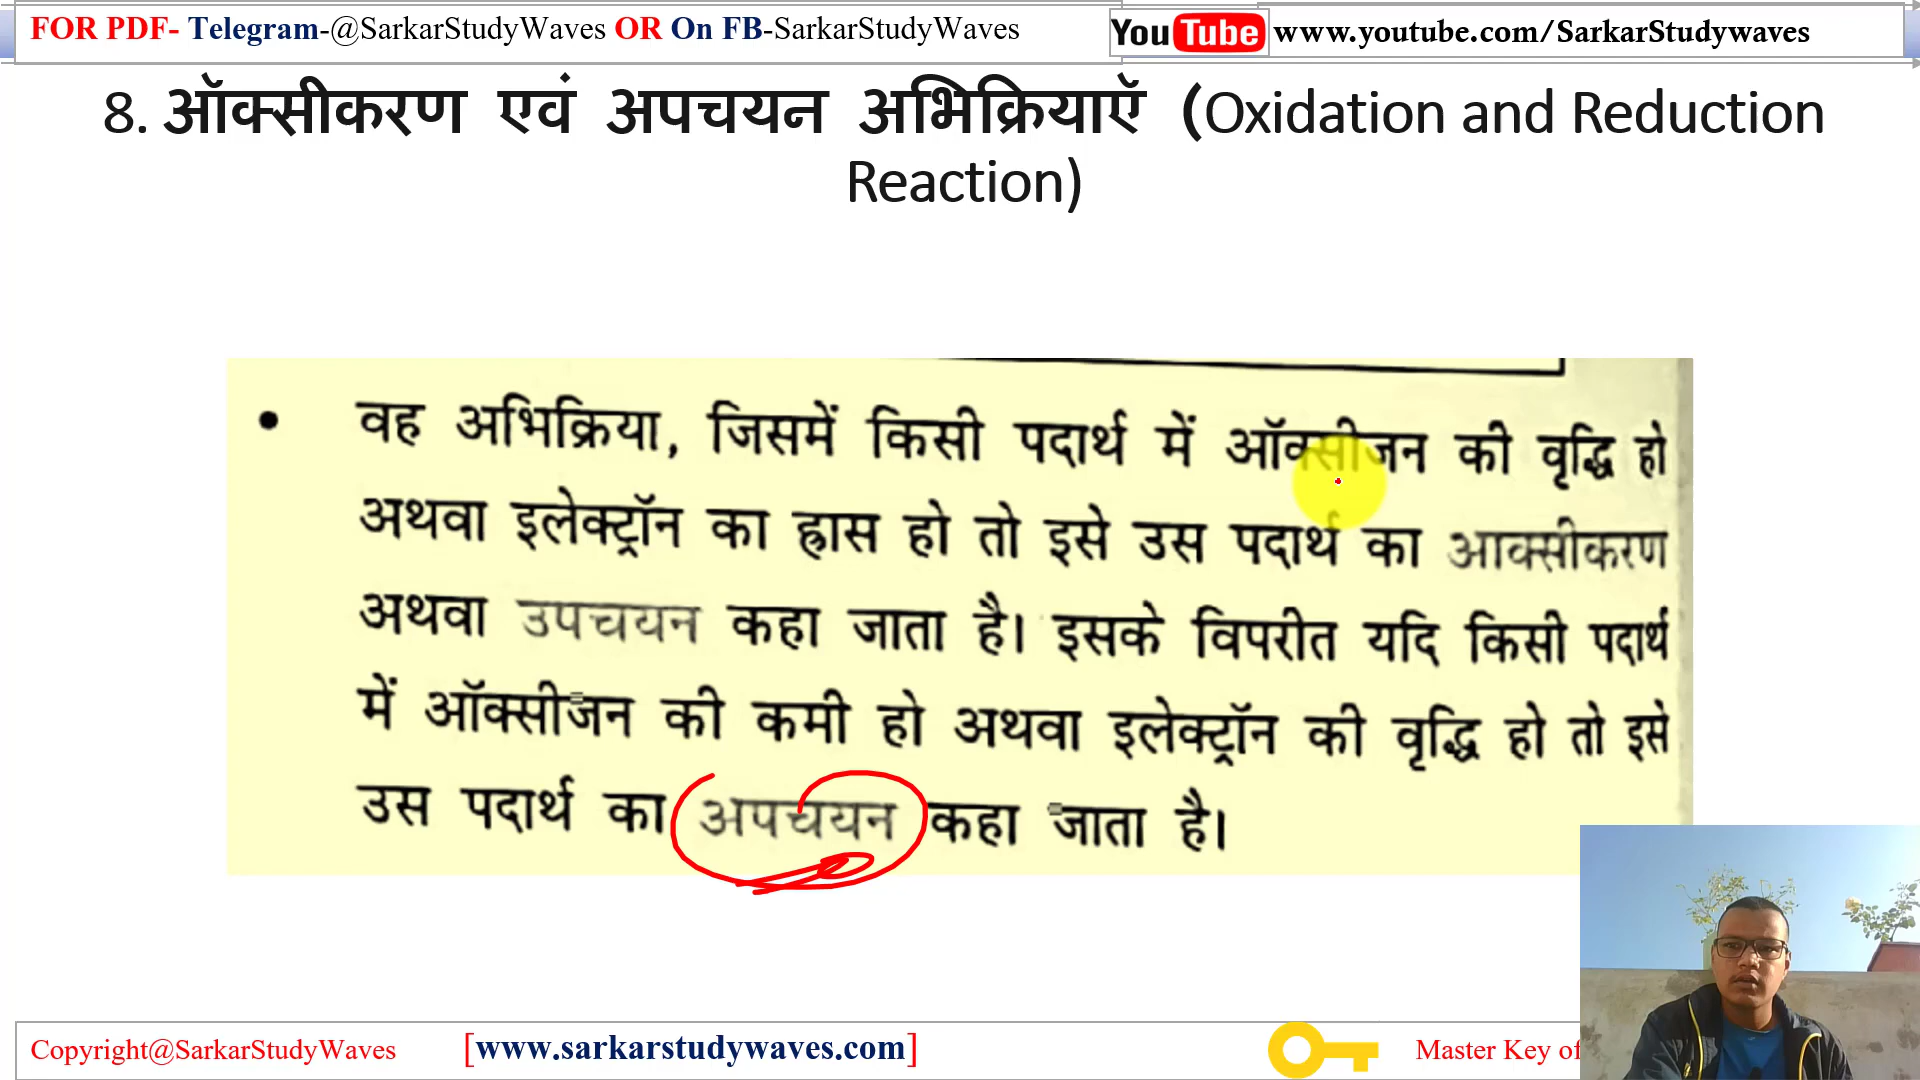 FOR PDF- Telegram-@SarkarStudyWaves OR On FB-SarkarStudyWaves
YouTube www.youtube.com/SarkarStudywaves
8. ऑक्सीकरण एवं अपचयन अभिक्रियाऍ (Oxidation and Reduction
Reaction)
• वह अभिक्रिया, जिसमें किसी पदार्थ में ऑक्सीजन की वृद्धि हो
अथवा इलेक्ट्रॉन का ह्रास हो तो इसे उस पदार्थ का आक्सीकरण
अथवा उपचयन कहा जाता है। इसके विपरीत यदि किसी पदार्थ
में ऑक्सीजन की कमी हो अथवा इलेक्ट्रॉन की वृद्धि हो तो इसे
उस पदार्थ का अपचयन कहा जाता है।
Copyright@SarkarStudyWaves [www.sarkarstudywaves.com] Master Key of